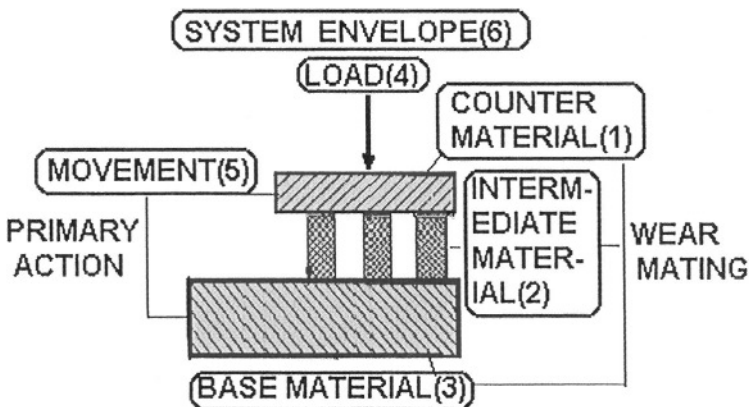 SYSTEM ENVELOPE(6)
LOAD(4)
COUNTER
MATERIAL(1)
MOVEMENT(5)
INTERM-
EDIATE
MATER-
IAL(2)
PRIMARY
ACTION
WEAR
MATING
BASE MATERIAL(3)